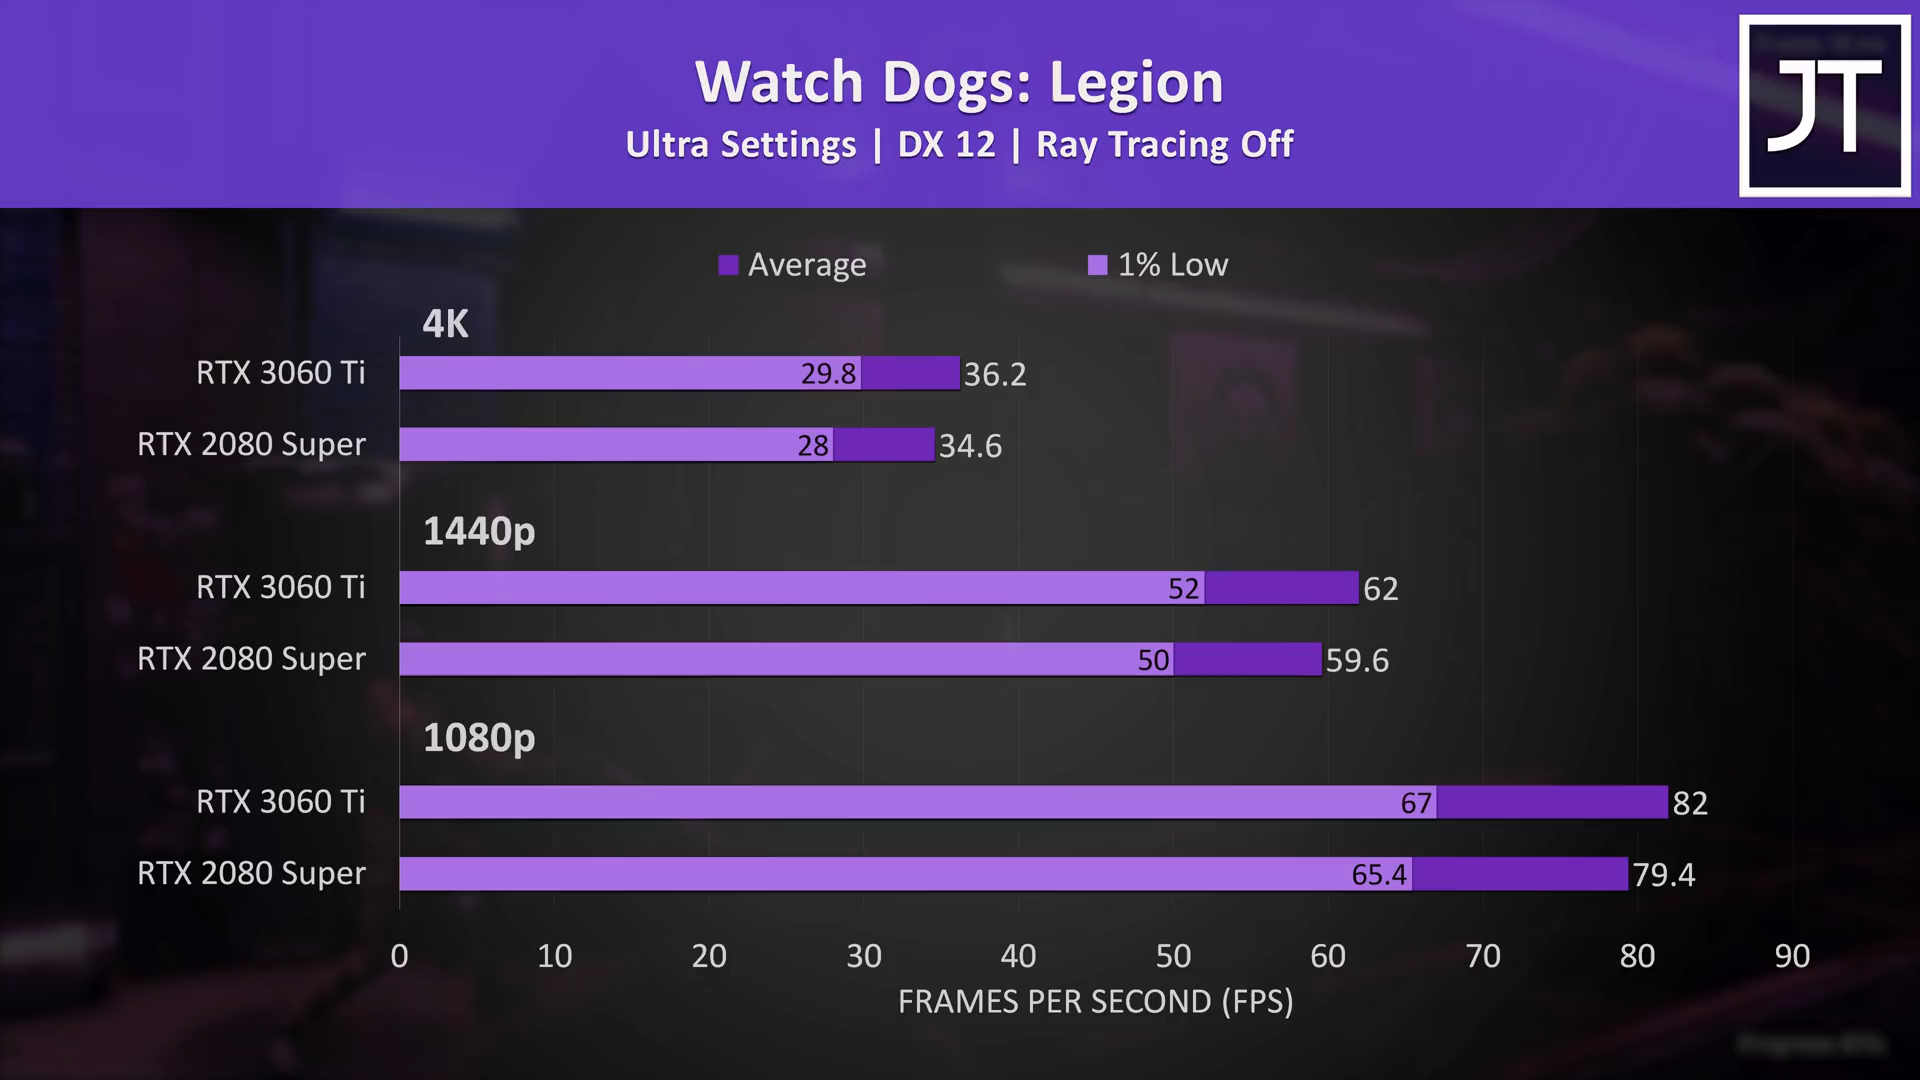 Watch Dogs: Legion
Ultra Settings | DX 12 | Ray Tracing Off
JT
Average 1% Low
4K
RTX 3060 Ti 29.8 36.2
RTX 2080 Super 28 34.6
1440p
RTX 3060 Ti 52 62
RTX 2080 Super 50 59.6
1080p
RTX 3060 Ti 67 82
RTX 2080 Super 65.4 79.4
0 10 20 30 40 50 60 70 80 90
FRAMES PER SECOND (FPS)